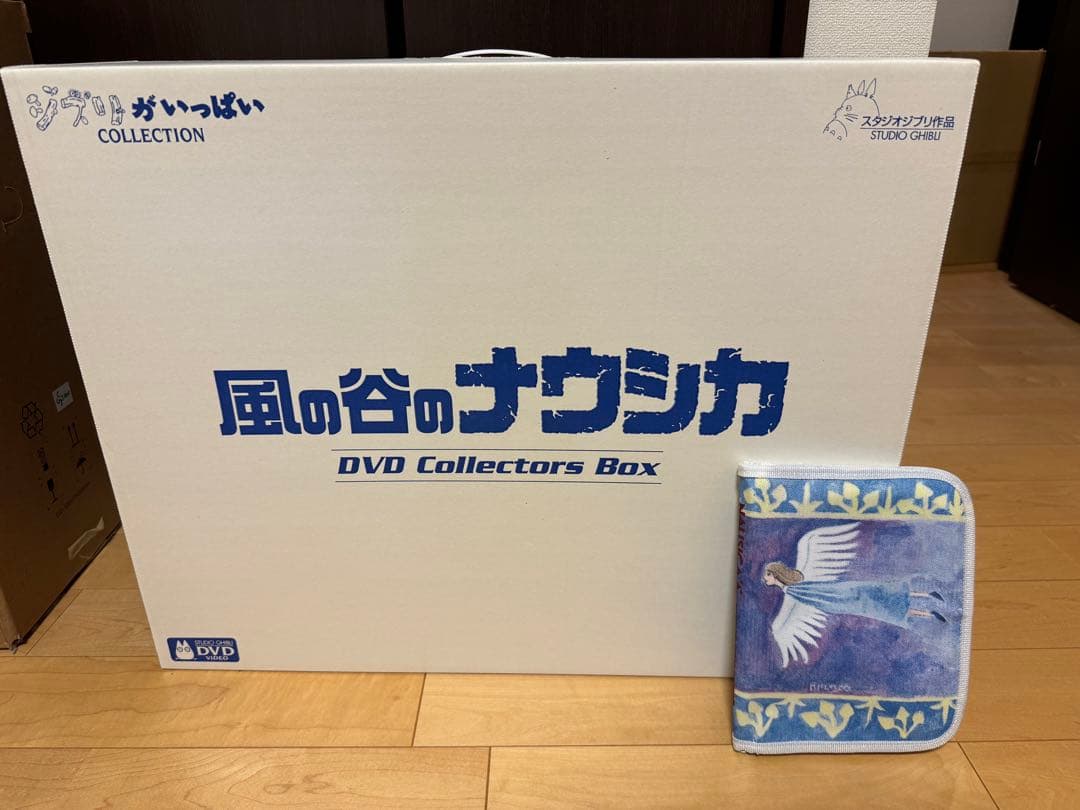 ジブリがいっぱい
COLLECTION
スタジオジブリ作品
STUDIO GHIBLI
風の谷のナウシカ
DVD Collectors Box
STUDIO GHIBLI
DVD
VIDEO